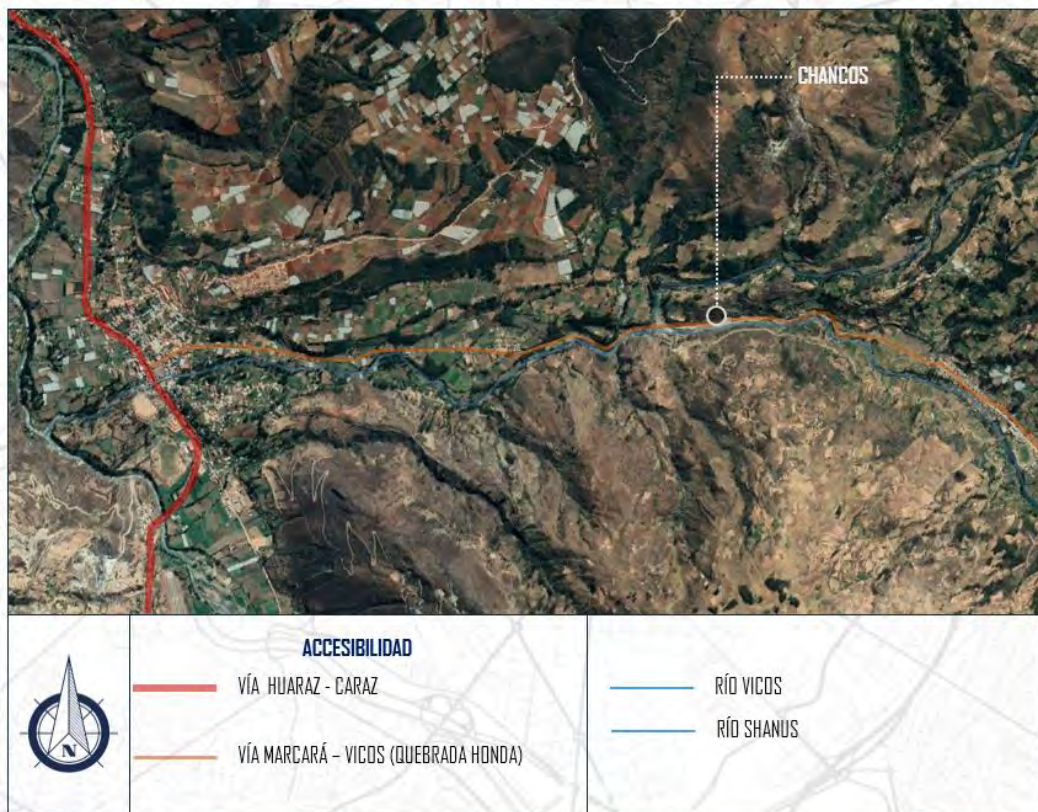 CHANCOS
ACCESIBILIDAD
VÍA HUARAZ - CARAZ
VÍA MARCARÁ – VICOS (QUEBRADA HONDA)
RÍO VICOS
RÍO SHANUS
N